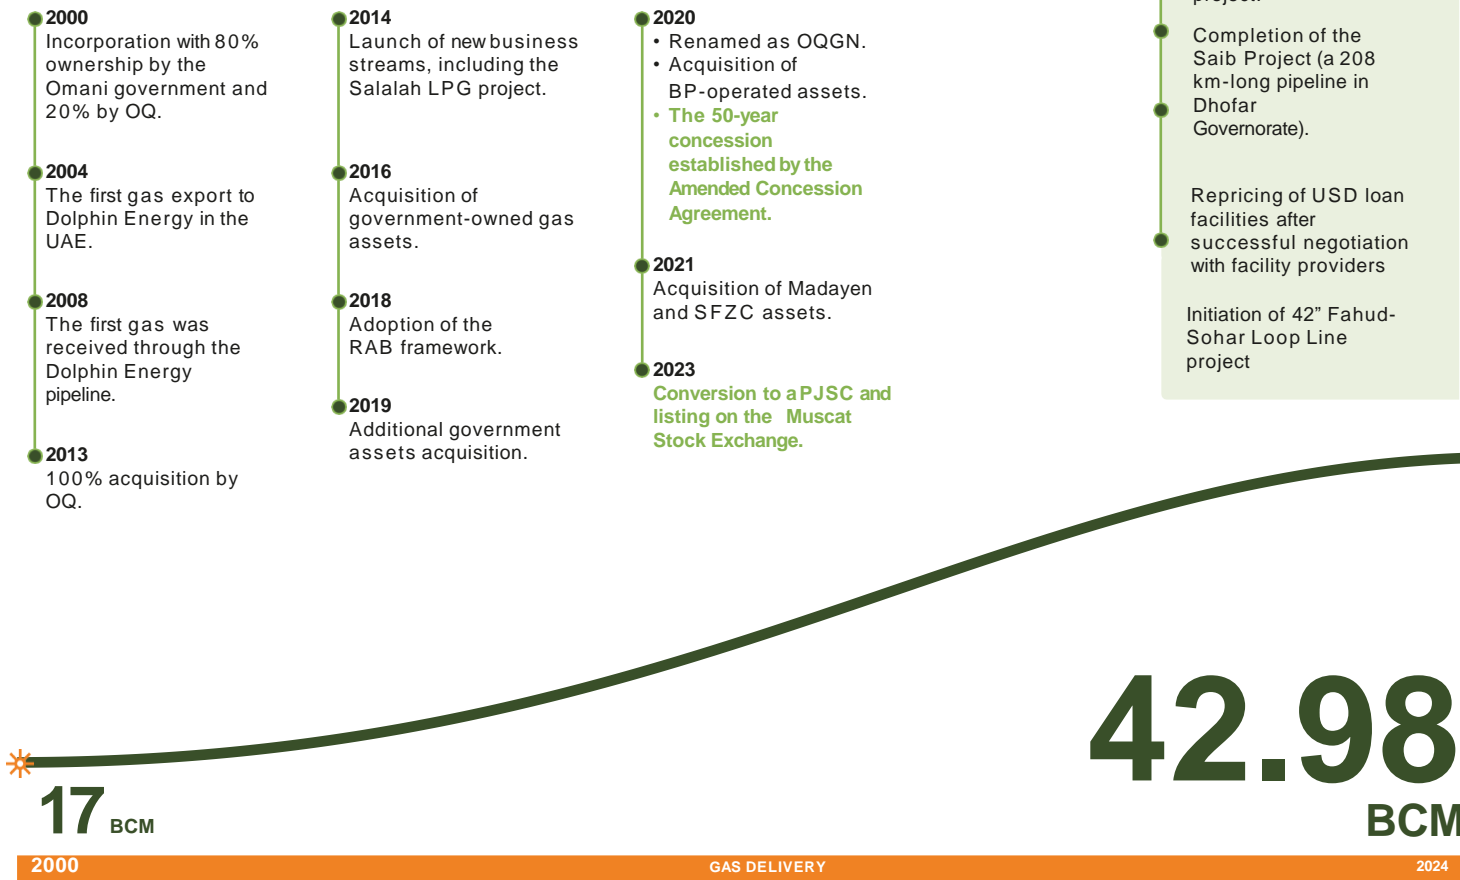 2000
Incorporation with 80%
ownership by the
Omani government and
20% by OQ.
2004
The first gas export to
Dolphin Energy in the
UAE.
2008
The first gas was
received through the
Dolphin Energy
pipeline.
2013
100% acquisition by
OQ.
2014
Launch of new business
streams, including the
Salalah LPG project.
2016
Acquisition of
government-owned gas
assets.
2018
Adoption of the
RAB framework.
2019
Additional government
assets acquisition.
2020
• Renamed as OQGN.
• Acquisition of
BP-operated assets.
• The 50-year
concession
established by the
Amended Concession
Agreement.
2021
Acquisition of Madayen
and SFZC assets.
2023
Conversion to a PJSC and
listing on the Muscat
Stock Exchange.
Completion of the
Saib Project (a 208
km-long pipeline in
Dhofar
Governorate).
Repricing of USD loan
facilities after
successful negotiation
with facility providers
Initiation of 42” Fahud-
Sohar Loop Line
project
42.98
BCM
17 BCM
2000 GAS DELIVERY 2024